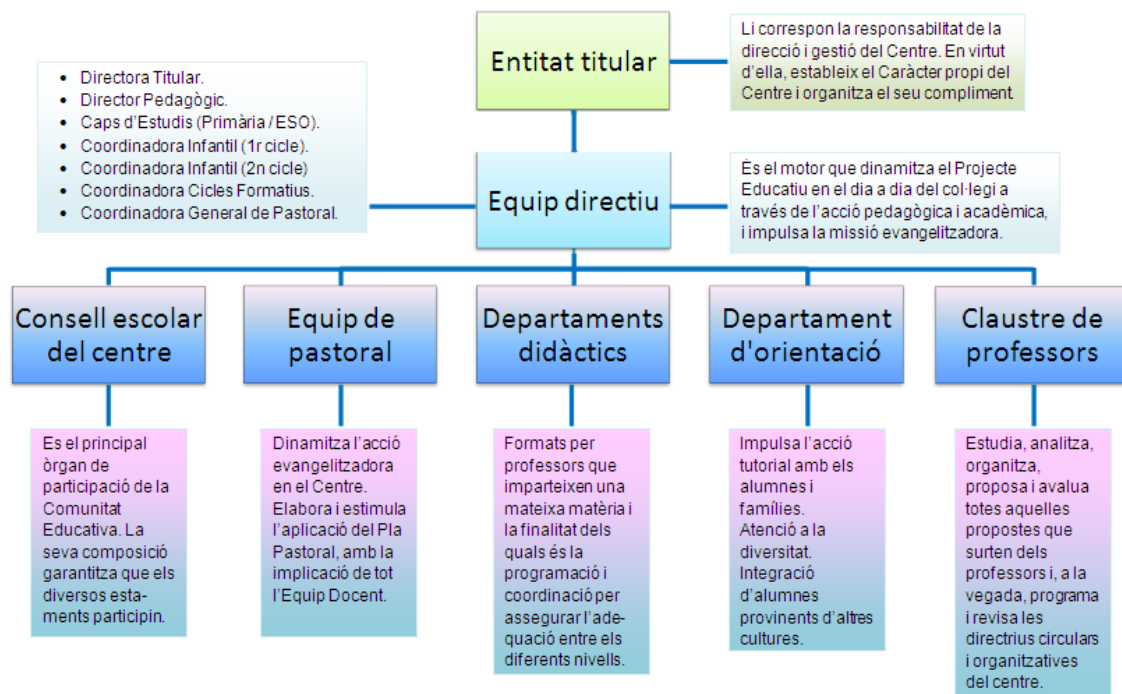 Entitat titular
Li correspon la responsabilitat de la
direcció i gestió del Centre. En virtut
d'ella, estableix el Caràcter propi del
Centre i organitza el seu compliment.
• Directora Titular.
• Director Pedagògic.
• Caps d'Estudis (Primària / ESO).
• Coordinadora Infantil (1r cicle).
• Coordinadora Infantil (2n cicle)
• Coordinadora Cicles Formatius.
• Coordinadora General de Pastoral.
Equip directiu
És el motor que dinamitza el Projecte
Educatiu en el dia a dia del col·legi a
través de l'acció pedagògica i acadèmica,
i impulsa la missió evangelitzadora.
Consell escolar
del centre
Equip de
pastoral
Departaments
didàctics
Departament
d'orientació
Claustre de
professors
Es el principal
òrgan de
participació de la
Comunitat
Educativa. La
seva composició
garantitza que els
diversos esta-
ments participin.
Dinamitza l'acció
evangelitzadora
en el Centre.
Elabora i estimula
l'aplicació del Pla
Pastoral, amb la
implicació de tot
l'Equip Docent.
Formats per
professors que
imparteixen una
mateixa matèria i
la finalitat dels
quals és la
programació i
coordinació per
assegurar l'ade-
quació entre els
diferents nivells.
Impulsa l'acció
tutorial amb els
alumnes i
famílies.
Atenció a la
diversitat.
Integració
d'alumnes
provinents d'altres
cultures.
Estudia, analitza,
organitza,
proposa i avalua
totes aquelles
propostes que
surten dels
professors i, a la
vegada, programa
i revisa les
directrius circulars
i organitzatives
del centre.